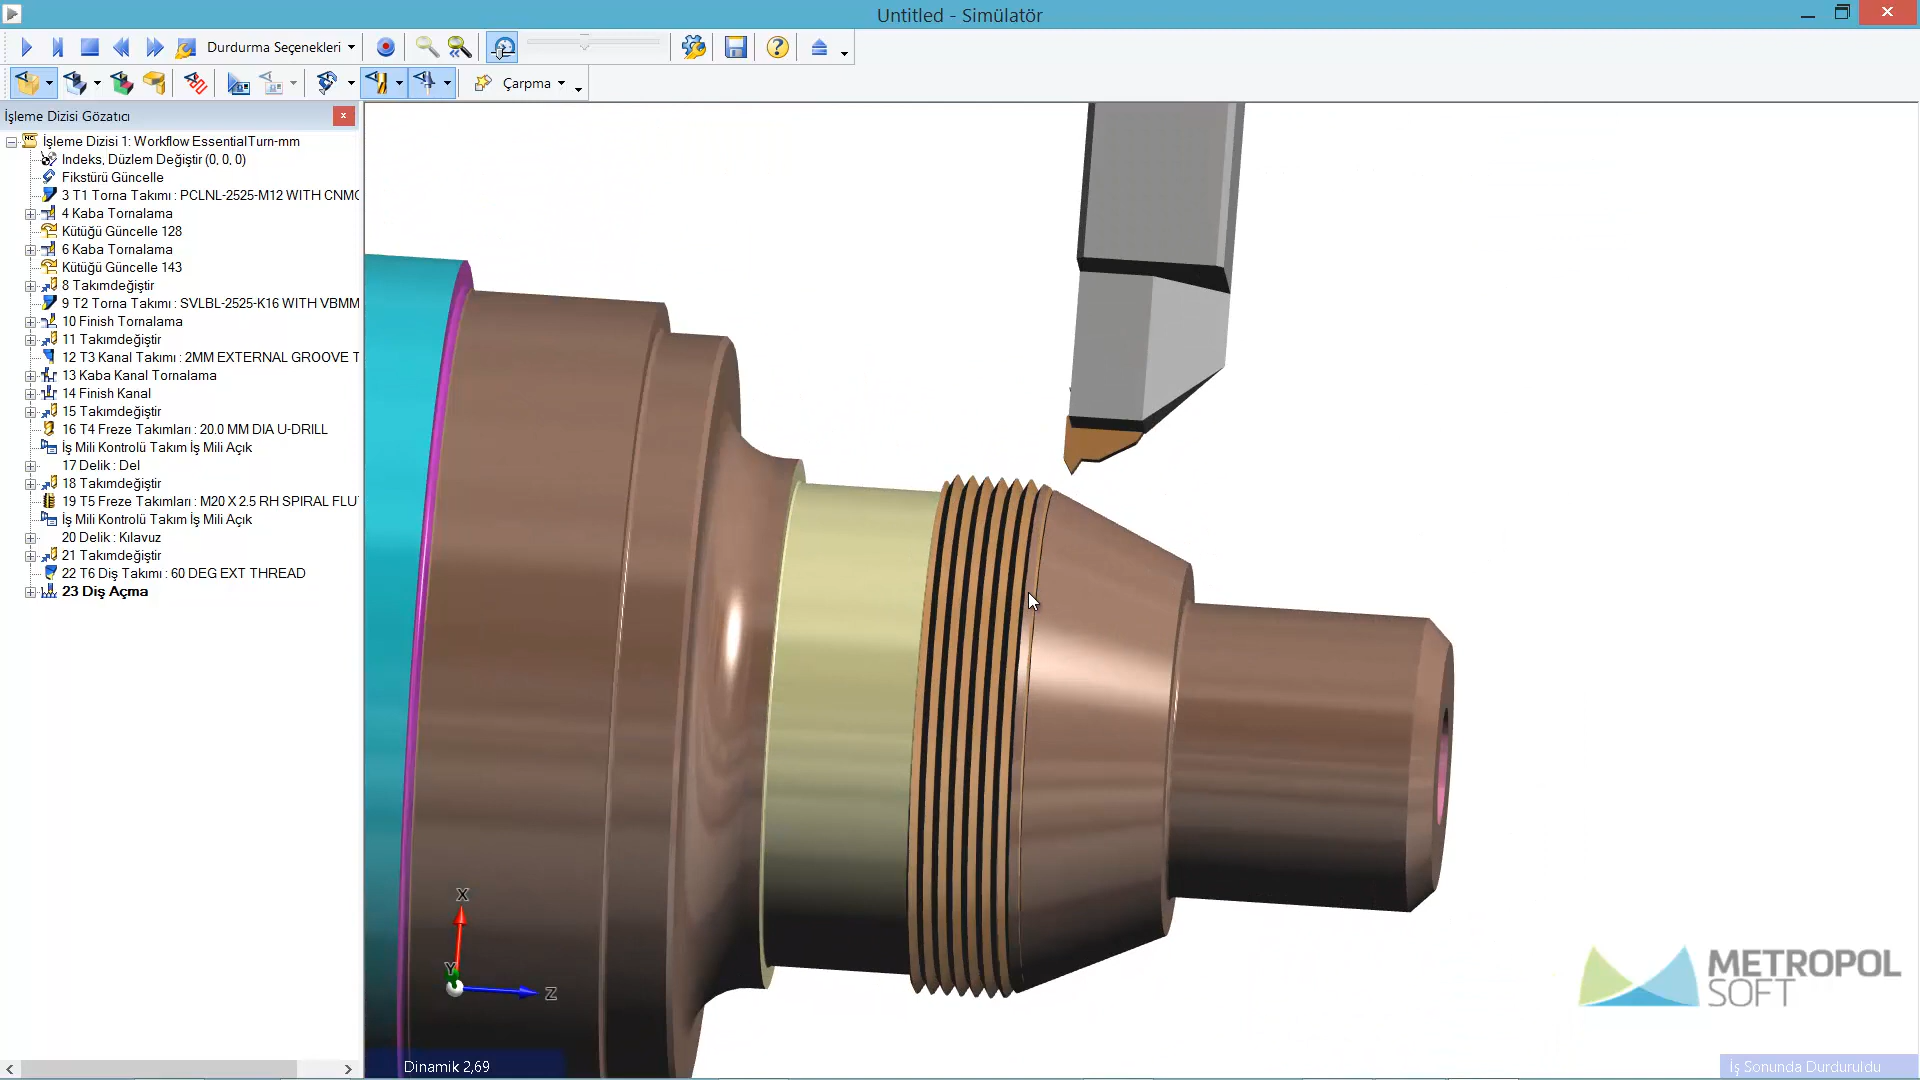 Untitled - Simülatör
Durdurma Seçenekleri
Çarpma
İşleme Dizisi Gözatıcı
İşleme Dizisi 1: Workflow EssentialTurn-mm
Indeks, Düzlem Değiştir (0, 0, 0)
Fikstürü Güncelle
3 T1 Torna Takımı : PCLNL-2525-M12 WITH CNMG
4 Kaba Tornalama
Kütüğü Güncelle 128
6 Kaba Tornalama
Kütüğü Güncelle 143
8 Takımdeğiştir
9 T2 Torna Takımı : SVLBL-2525-K16 WITH VBMM
10 Finish Tornalama
11 Takımdeğiştir
12 T3 Kanal Takımı : 2MM EXTERNAL GROOVE T
13 Kaba Kanal Tornalama
14 Finish Kanal
15 Takımdeğiştir
16 T4 Freze Takımları : 20.0 MM DIA U-DRILL
İş Mili Kontrolü Takım İş Mili Açık
17 Delik : Del
18 Takımdeğiştir
19 T5 Freze Takımları : M20 X 2.5 RH SPIRAL FLU
İş Mili Kontrolü Takım İş Mili Açık
20 Delik : Kılavuz
21 Takımdeğiştir
22 T6 Diş Takımı : 60 DEG EXT THREAD
23 Diş Açma
X
Y
Z
METROPOL
SOFT
Dinamik 2,69
İş Sonunda Durduruldu